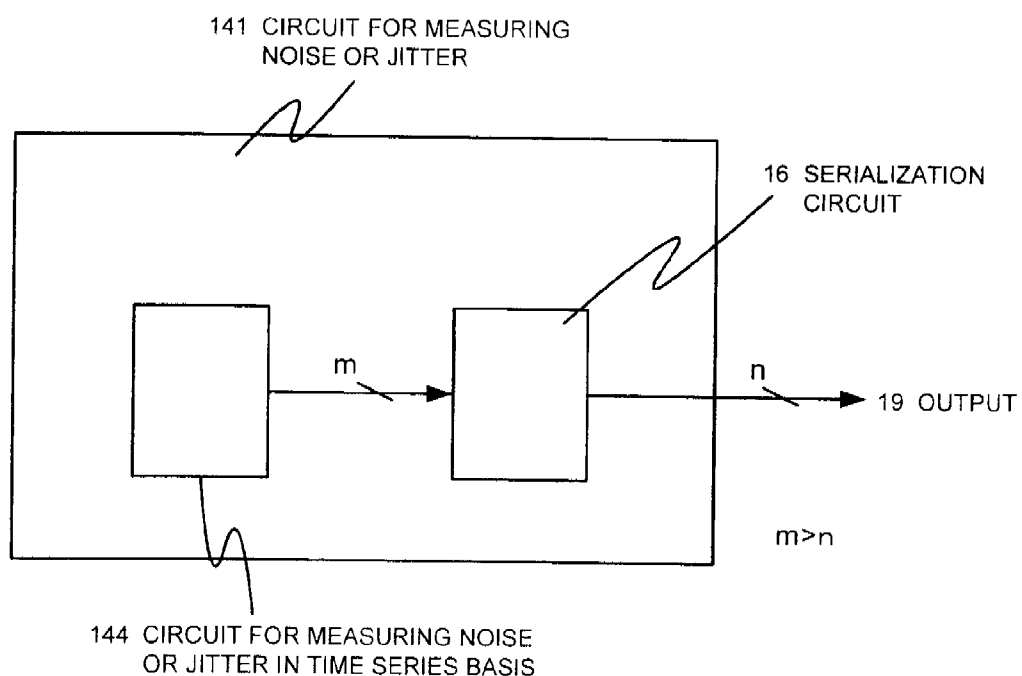 141 CIRCUIT FOR MEASURING
NOISE OR JITTER
16 SERIALIZATION
CIRCUIT
m
n
19 OUTPUT
m>n
144 CIRCUIT FOR MEASURING NOISE
OR JITTER IN TIME SERIES BASIS